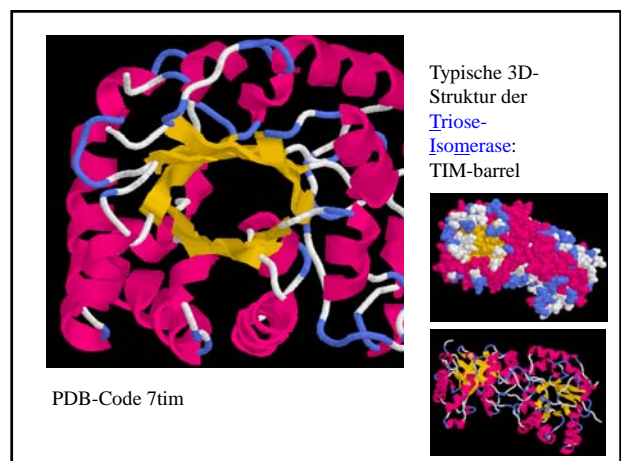 Typische 3D-
Struktur der
Triose-
Isomerase:
TIM-barrel
PDB-Code 7tim